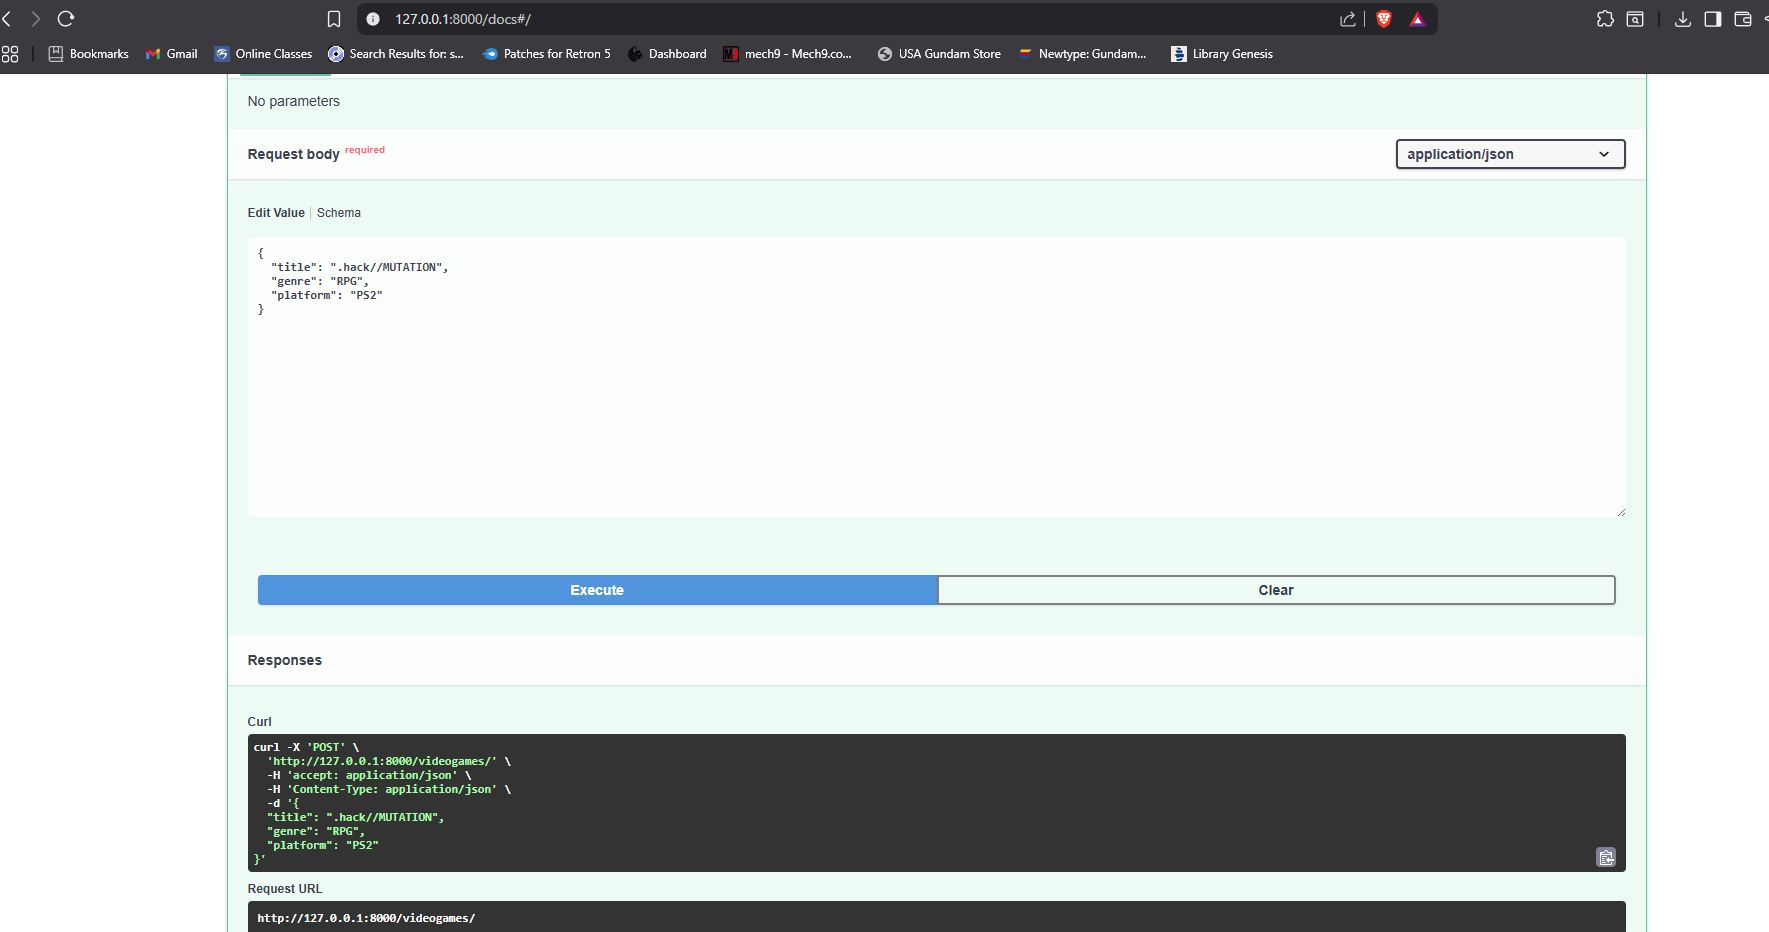 127.0.0.1:8000/docs#/
Bookmarks Gmail Online Classes Search Results for: s... Patches for Retron 5 Dashboard mech9 - Mech9.co... USA Gundam Store Newtype: Gundam... Library Genesis
No parameters
Request body required
application/json
Edit Value Schema
{
"title": ".hack//MUTATION",
"genre": "RPG",
"platform": "PS2"
}
Execute Clear
Responses
Curl
curl -X 'POST' \
'http://127.0.0.1:8000/videogames/' \
-H 'accept: application/json' \
-H 'Content-Type: application/json' \
-d '{
"title": ".hack//MUTATION",
"genre": "RPG",
"platform": "PS2"
}'
Request URL
http://127.0.0.1:8000/videogames/